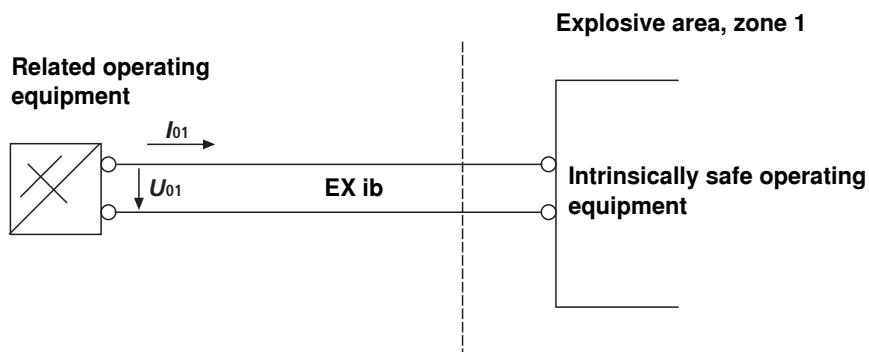 Explosive area, zone 1
Related operating
equipment
I01
U01
EX ib
Intrinsically safe operating
equipment